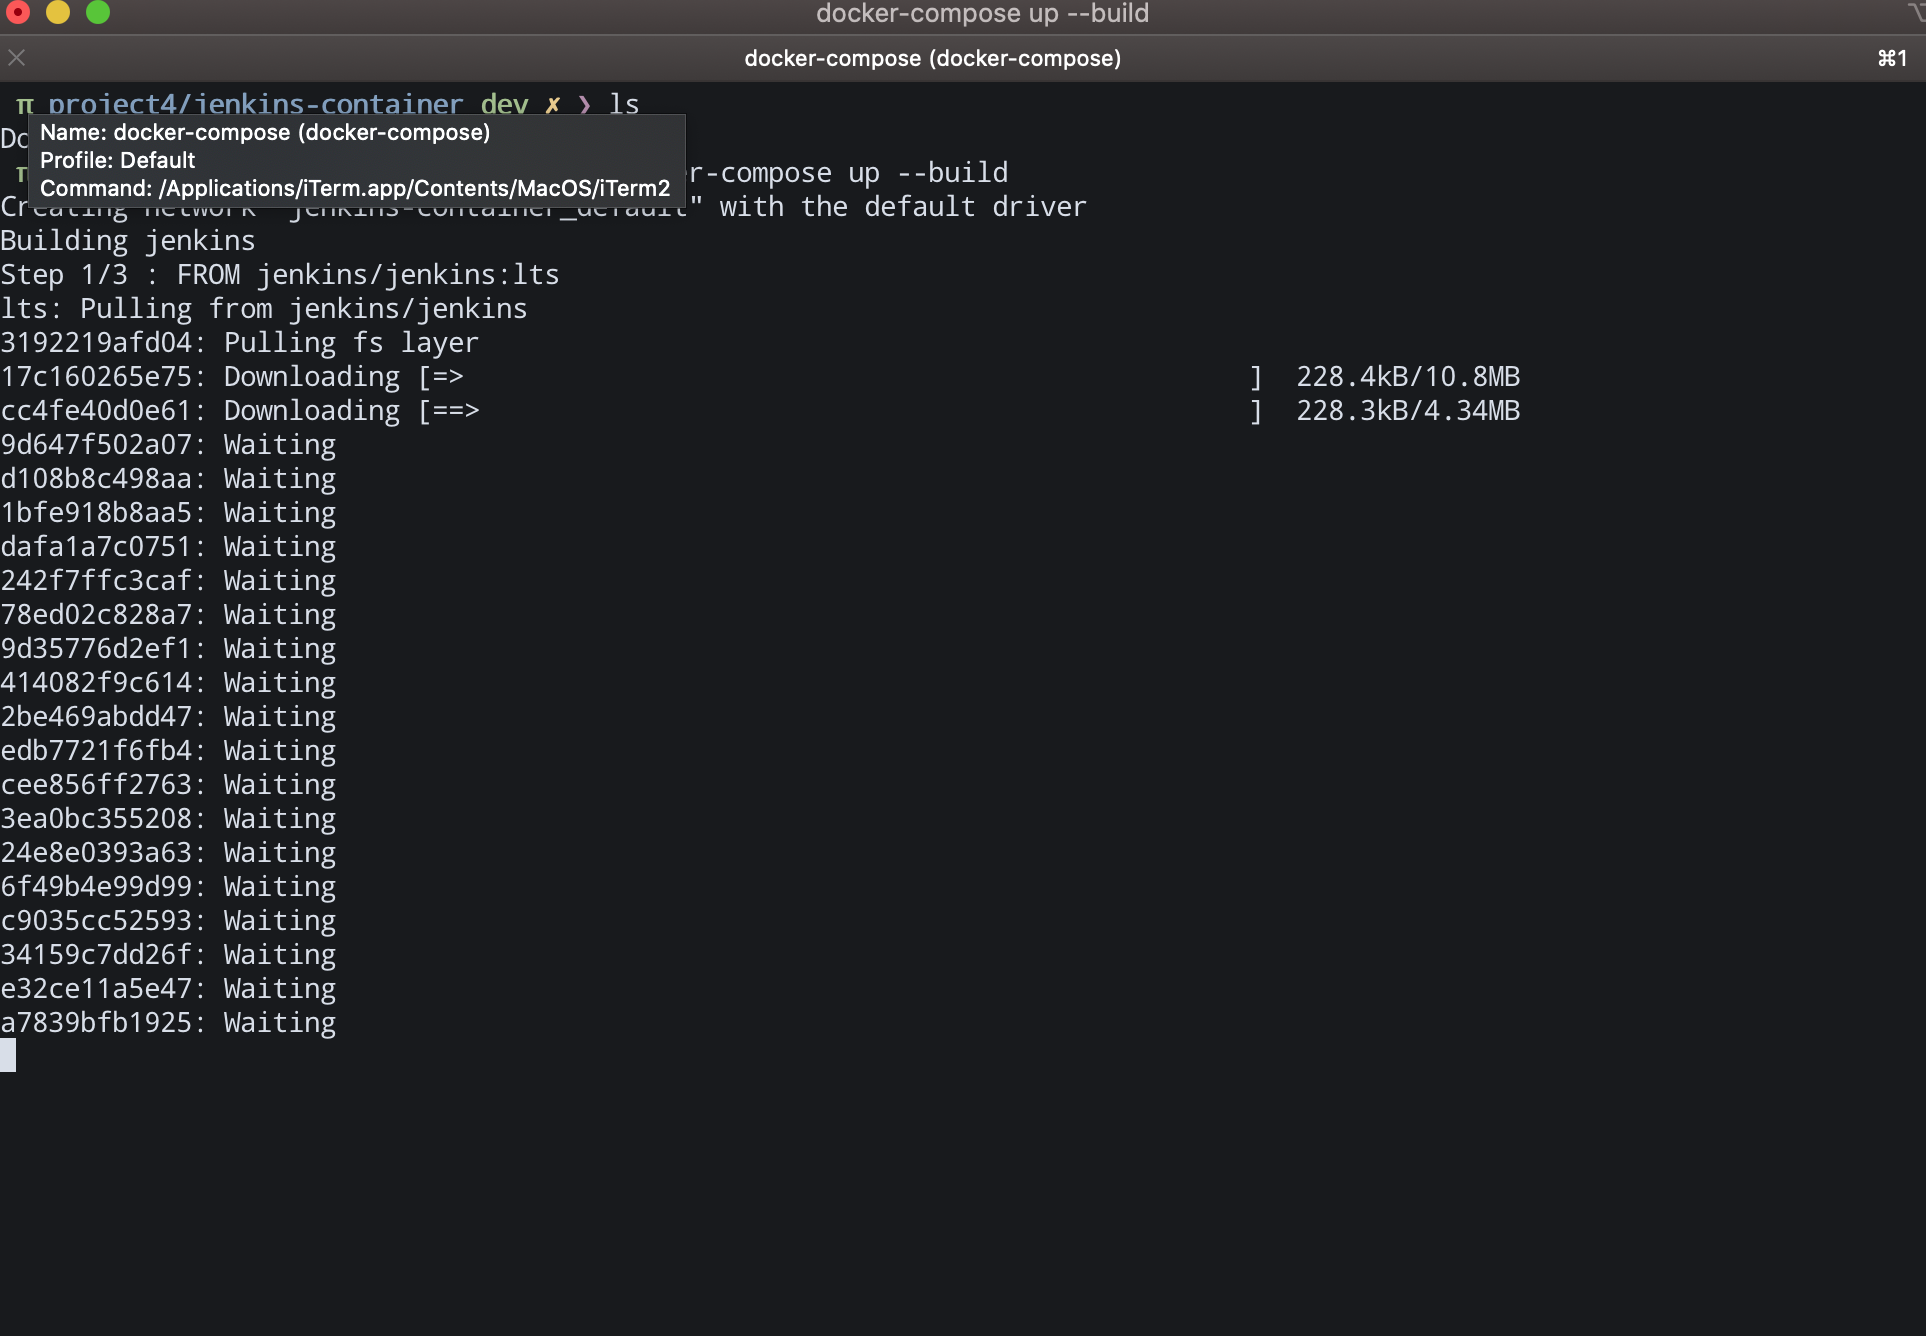 docker-compose up --build
docker-compose (docker-compose) ⌘1
π project4/jenkins-container dev ✗ ❯ ls
Name: docker-compose (docker-compose)
Profile: Default
Command: /Applications/iTerm.app/Contents/MacOS/iTerm2
r-compose up --build
Creating network "jenkins-container_default" with the default driver
Building jenkins
Step 1/3 : FROM jenkins/jenkins:lts
lts: Pulling from jenkins/jenkins
3192219afd04: Pulling fs layer
17c160265e75: Downloading [=> ] 228.4kB/10.8MB
cc4fe40d0e61: Downloading [==> ] 228.3kB/4.34MB
9d647f502a07: Waiting
d108b8c498aa: Waiting
1bfe918b8aa5: Waiting
dafa1a7c0751: Waiting
242f7ffc3caf: Waiting
78ed02c828a7: Waiting
9d35776d2ef1: Waiting
414082f9c614: Waiting
2be469abdd47: Waiting
edb7721f6fb4: Waiting
cee856ff2763: Waiting
3ea0bc355208: Waiting
24e8e0393a63: Waiting
6f49b4e99d99: Waiting
c9035cc52593: Waiting
34159c7dd26f: Waiting
e32ce11a5e47: Waiting
a7839bfb1925: Waiting